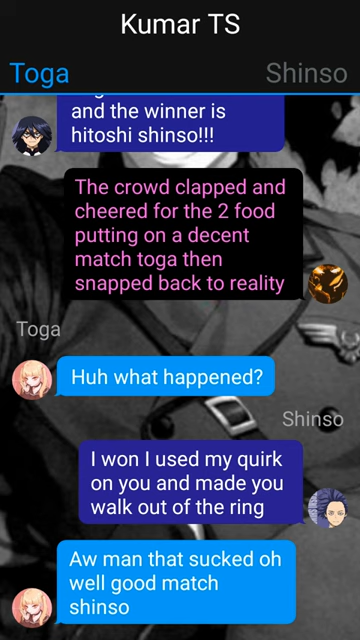 Kumar TS
Toga Shinso
and the winner is
hitoshi shinso!!!
The crowd clapped and
cheered for the 2 food
putting on a decent
match toga then
snapped back to reality
Toga
Huh what happened?
Shinso
I won I used my quirk
on you and made you
walk out of the ring
Aw man that sucked oh
well good match
shinso